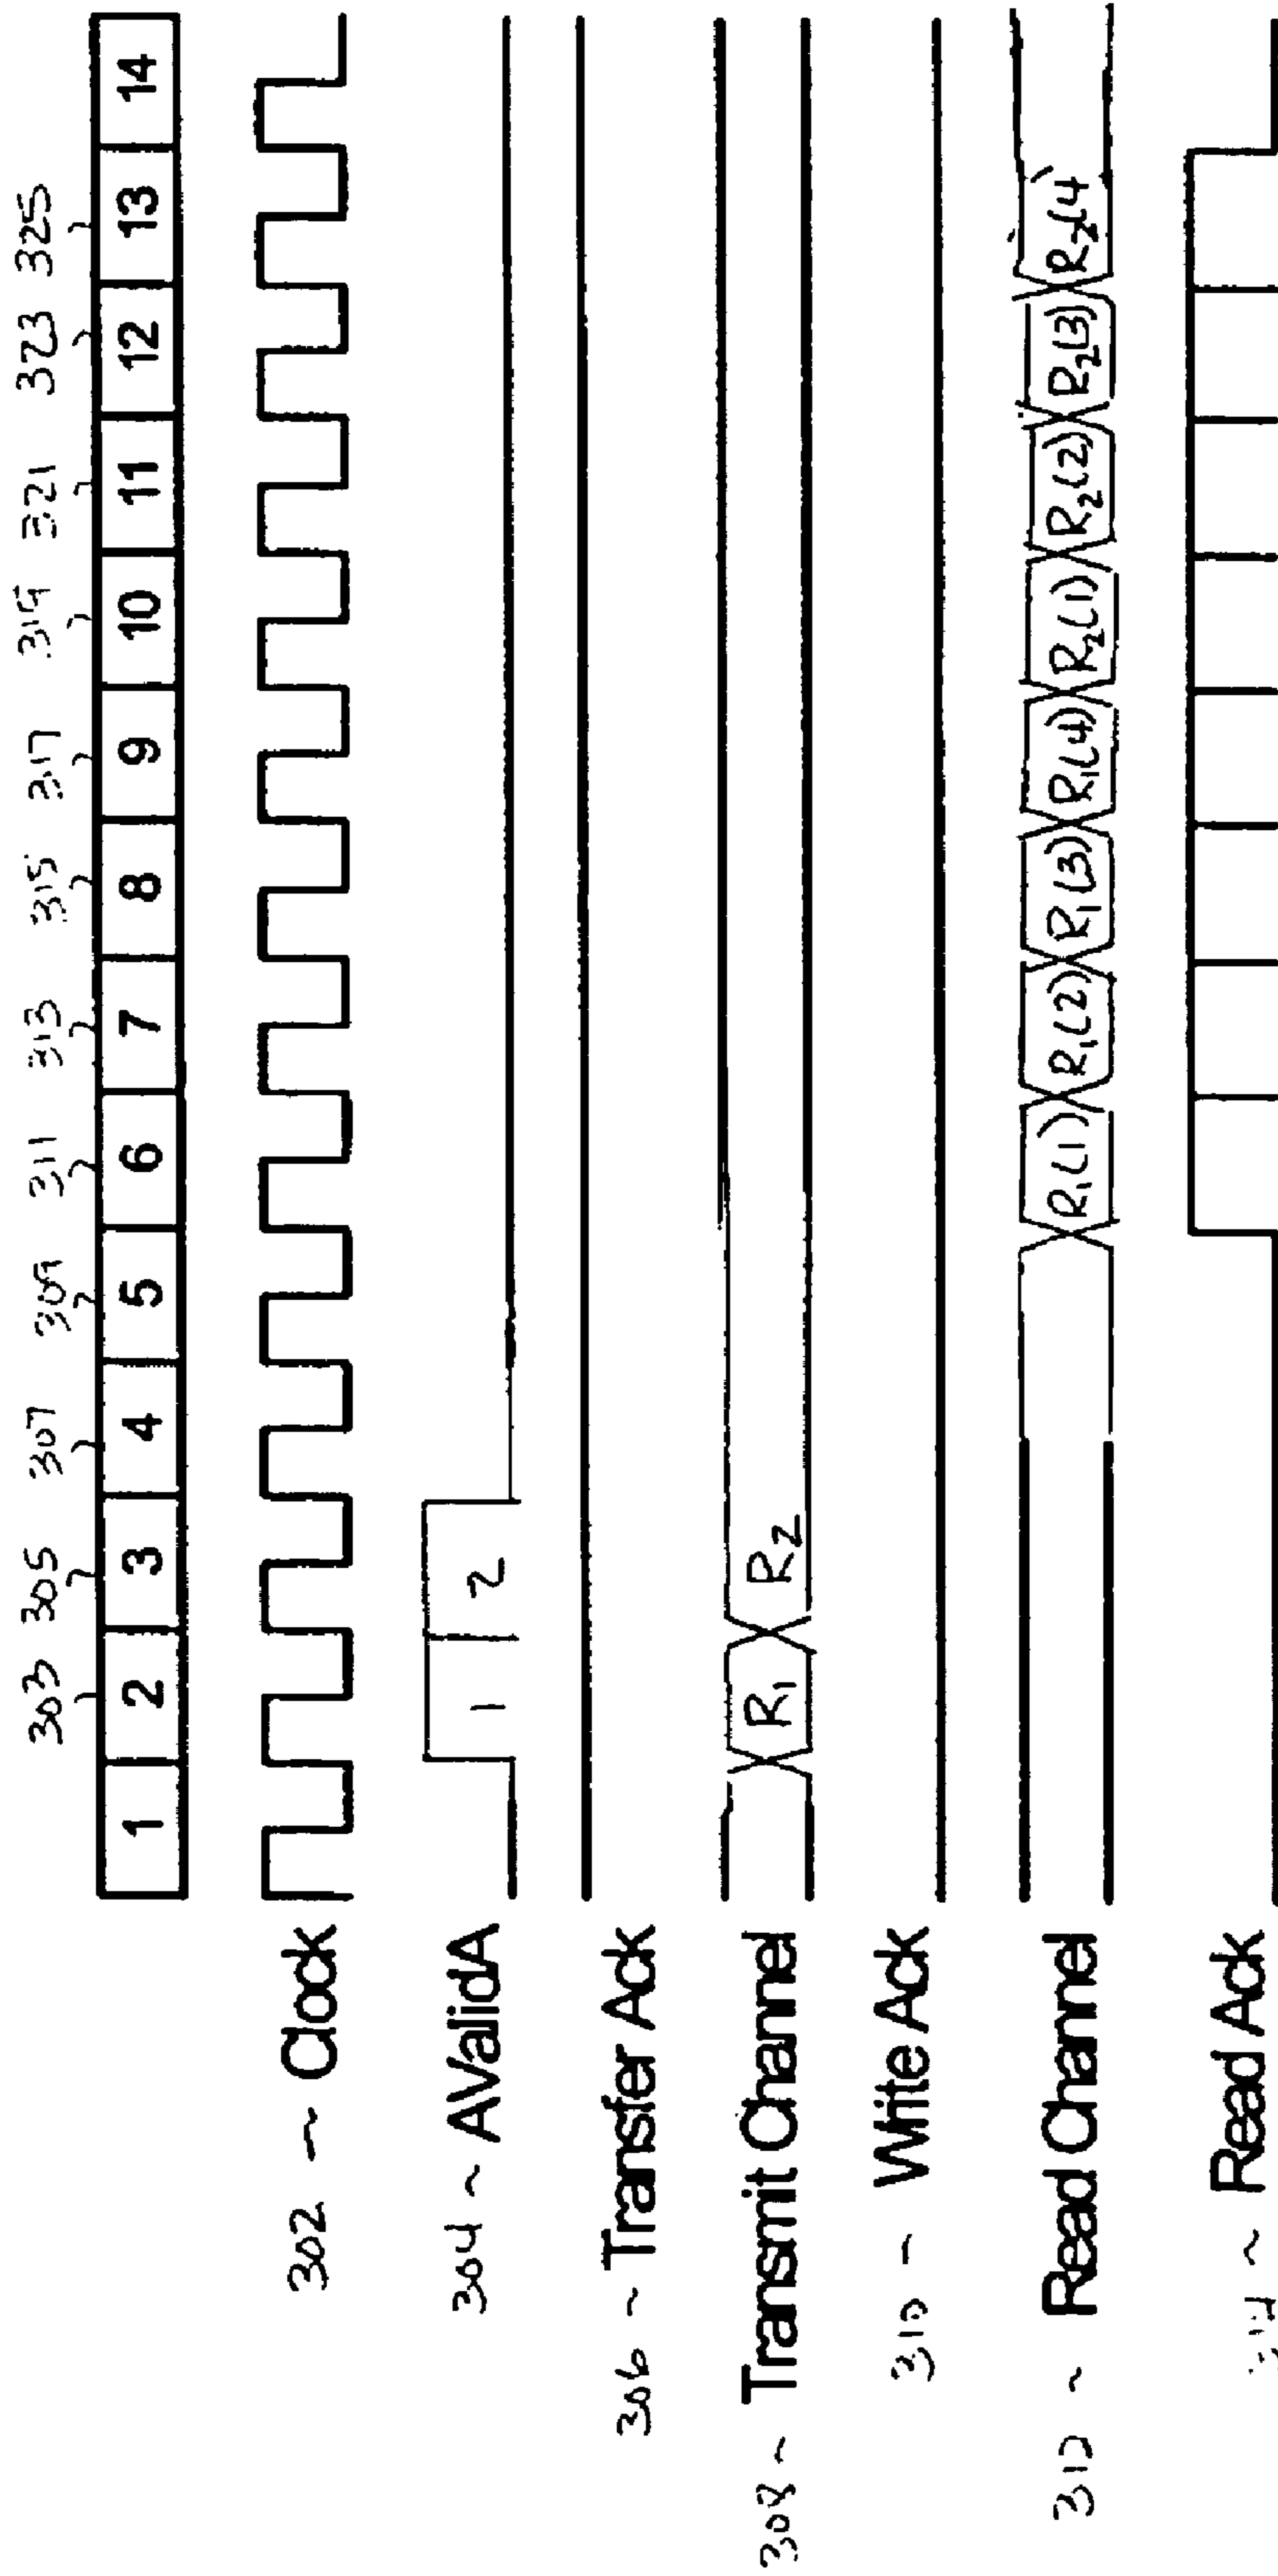 303 305 307 309 311 313 315 317 319 321 323 325
1 2 3 4 5 6 7 8 9 10 11 12 13 14
302 ~ Clock
304 ~ AValidA 1 2
306 ~ Transfer Ack
308 ~ Transmit Channel R1 R2
310 ~ Write Ack
312 ~ Read Channel R1(1) R1(2) R1(3) R1(4) R2(1) R2(2) R2(3) R2(4)
Read Ack